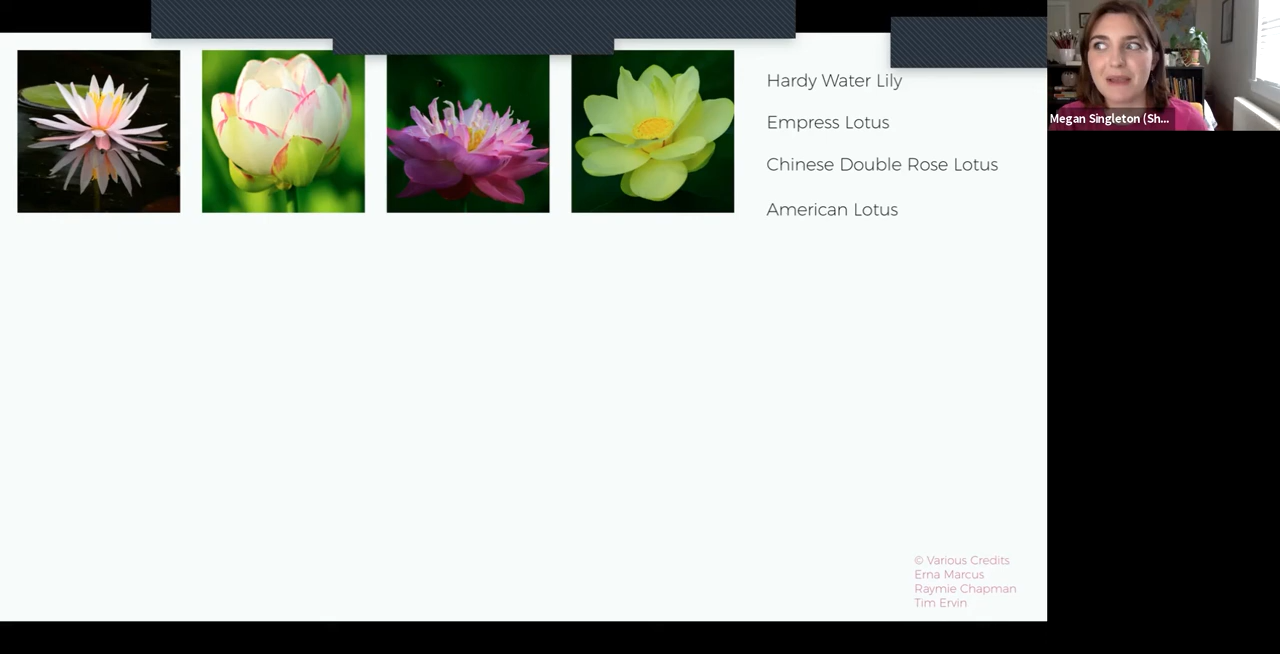 Hardy Water Lily
Empress Lotus
Chinese Double Rose Lotus
American Lotus
Megan Singleton (Sh...
© Various Credits
Erna Marcus
Raymie Chapman
Tim Ervin